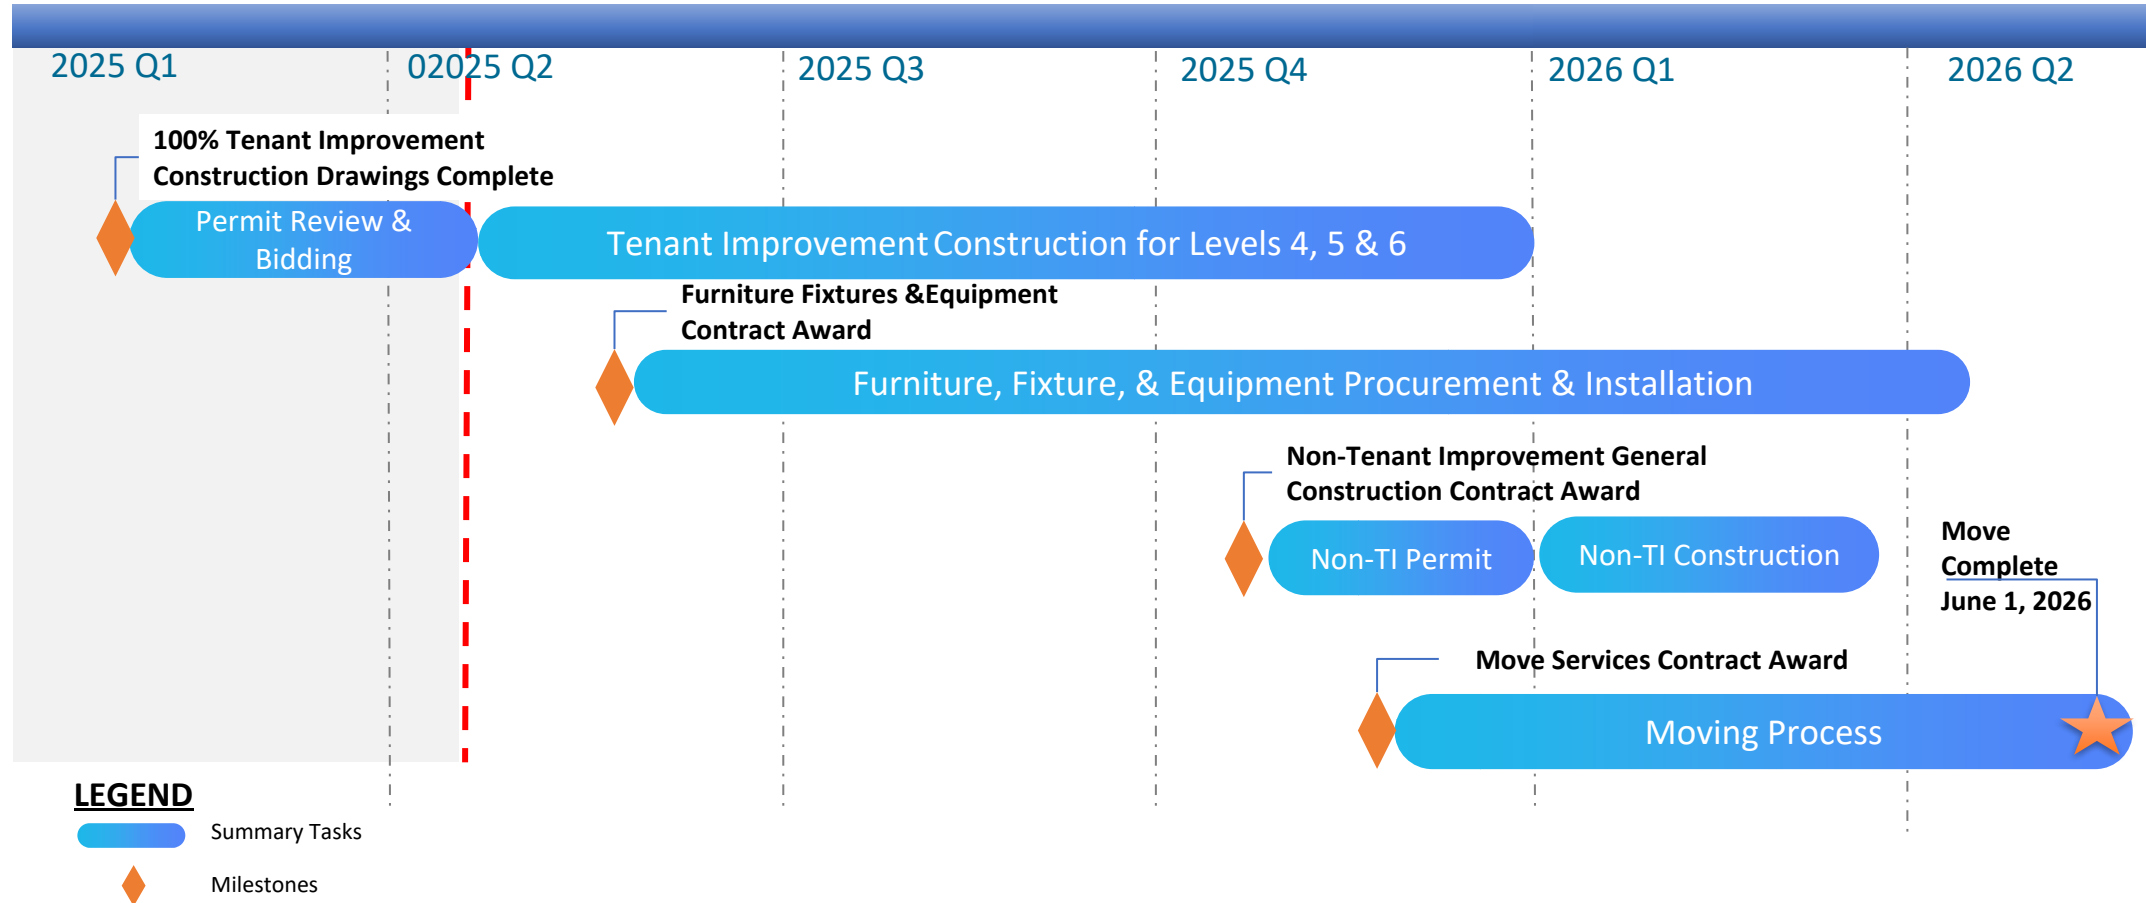 2025 Q1
02025 Q2
2025 Q3
2025 Q4
2026 Q1
2026 Q2
100% Tenant Improvement
Construction Drawings Complete
Permit Review &
Bidding
Tenant Improvement Construction for Levels 4, 5 & 6
Furniture Fixtures &Equipment
Contract Award
Furniture, Fixture, & Equipment Procurement & Installation
Non-Tenant Improvement General
Construction Contract Award
Non-TI Permit
Non-TI Construction
Move
Complete
June 1, 2026
Move Services Contract Award
Moving Process
LEGEND
Summary Tasks
Milestones